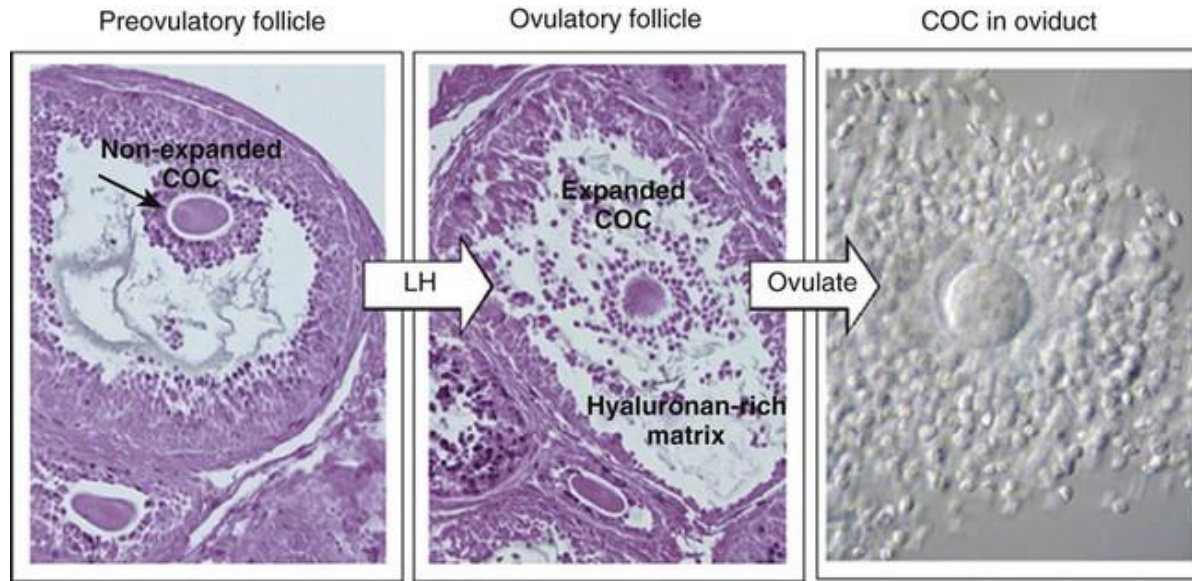 Preovulatory follicle
Ovulatory follicle
COC in oviduct
Non-expanded
COC
LH
Expanded
COC
Hyaluronan-rich
matrix
Ovulate